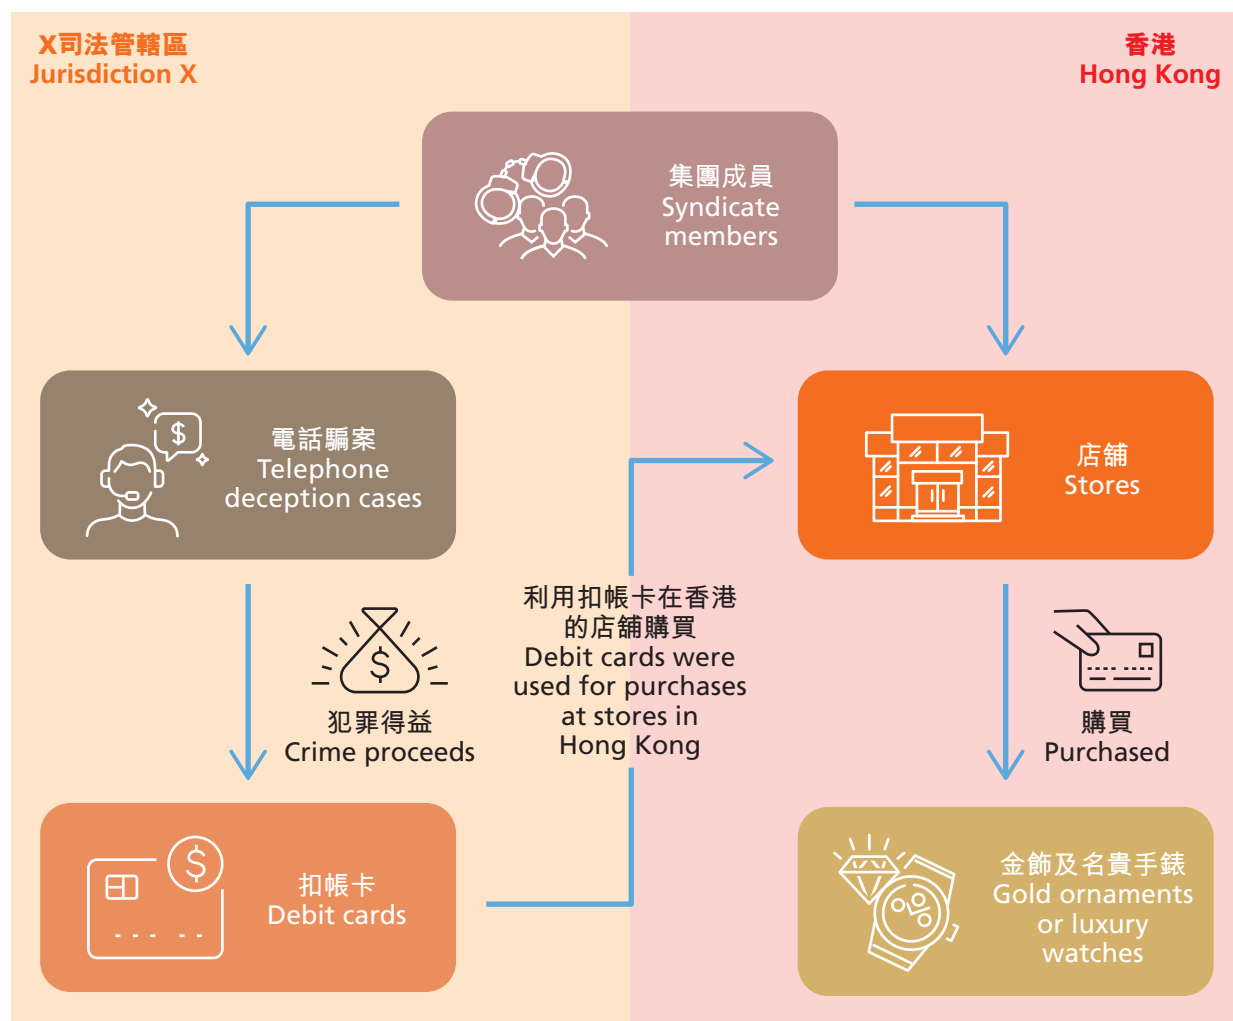 X司法管轄區
Jurisdiction X
香港
Hong Kong
集團成員
Syndicate
members
電話騙案
Telephone
deception cases
$
店舖
Stores
$
犯罪得益
Crime proceeds
利用扣帳卡在香港
的店舖購買
Debit cards were
used for purchases
at stores in
Hong Kong
購買
Purchased
$
扣帳卡
Debit cards
金飾及名貴手錶
Gold ornaments
or luxury
watches